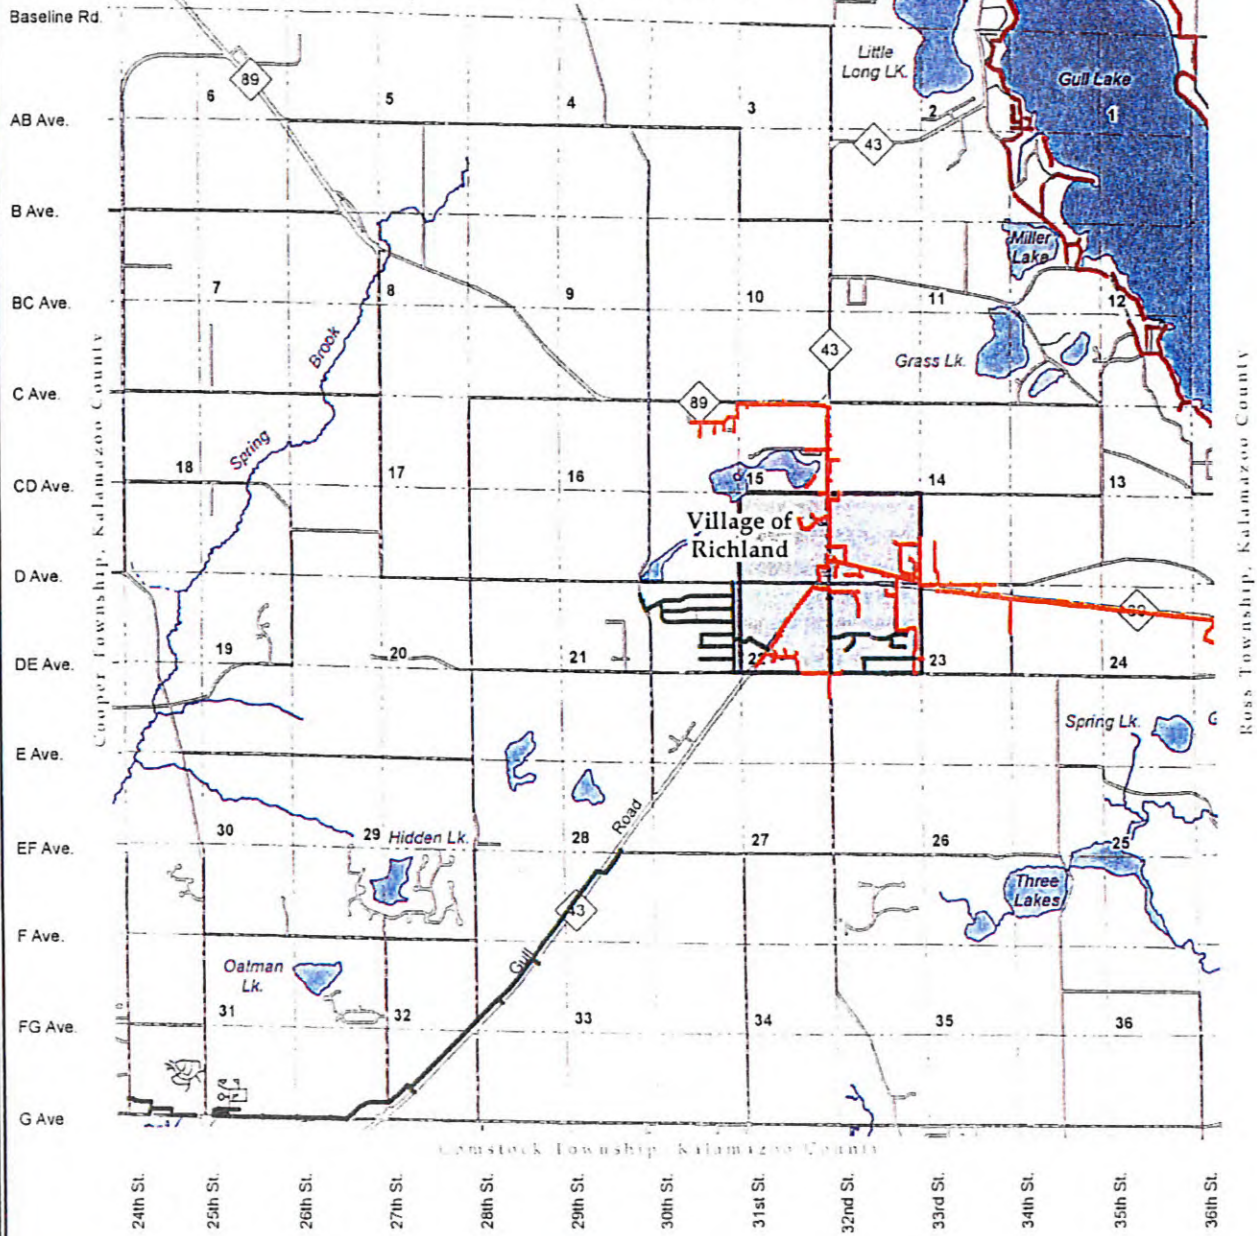 Baseline Rd.
Little
Long LK.
Gull Lake
89
6
5
4
3
2
1
AB Ave.
43
B Ave.
Miller
Lake
7
8
9
10
11
12
BC Ave.
Brook
43
Grass Lk.
C Ave.
89
Spring
18
17
16
15
14
13
CD Ave.
Village of
Richland
D Ave.
19
20
21
22
23
24
DE Ave.
Spring Lk.
G
E Ave.
Road
30
29
Hidden Lk.
28
27
26
25
EF Ave.
Three
Lakes
43
F Ave.
Gull
Oatman
Lk.
31
32
33
34
35
36
FG Ave.
G Ave
Cooper Township, Kalamazoo County
Ross Township, Kalamazoo County
Comstock Township, Kalamazoo County
24th St.
25th St.
26th St.
27th St.
28th St.
29th St.
30th St.
31st St.
32nd St.
33rd St.
34th St.
35th St.
36th St.